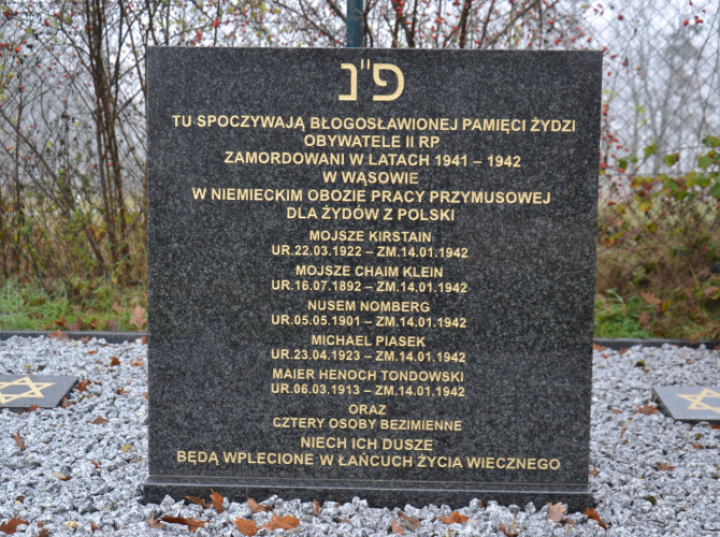 פ"נ
TU SPOCZYWAJĄ BŁOGOSŁAWIONEJ PAMIĘCI ŻYDZI
OBYWATELE II RP
ZAMORDOWANI W LATACH 1941 – 1942
W WĄSOWIE
W NIEMIECKIM OBOZIE PRACY PRZYMUSOWEJ
DLA ŻYDÓW Z POLSKI
MOJSZE KIRSTAIN
UR.22.03.1922 – ZM.14.01.1942
MOJSZE CHAIM KLEIN
UR.16.07.1892 – ZM.14.01.1942
NUSEM NOMBERG
UR.05.05.1901 – ZM.14.01.1942
MICHAEL PIASEK
UR.23.04.1923 – ZM.14.01.1942
MAIER HENOCH TONDOWSKI
UR.06.03.1913 – ZM.14.01.1942
ORAZ
CZTERY OSOBY BEZIMIENNE
NIECH ICH DUSZE
BĘDĄ WPLECIONE W ŁAŃCUCH ŻYCIA WIECZNEGO